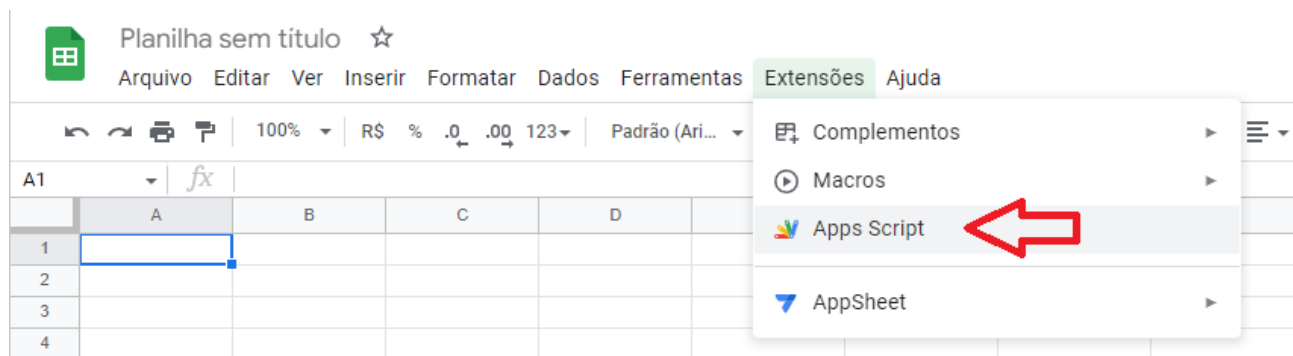 Planilha sem título
Arquivo Editar Ver Inserir Formatar Dados Ferramentas Extensões Ajuda
100% R$ % .0 .00 123 Padrão (Ari...
Complementos
A1 fx
Macros
A B C D
Apps Script
1
2
AppSheet
3
4